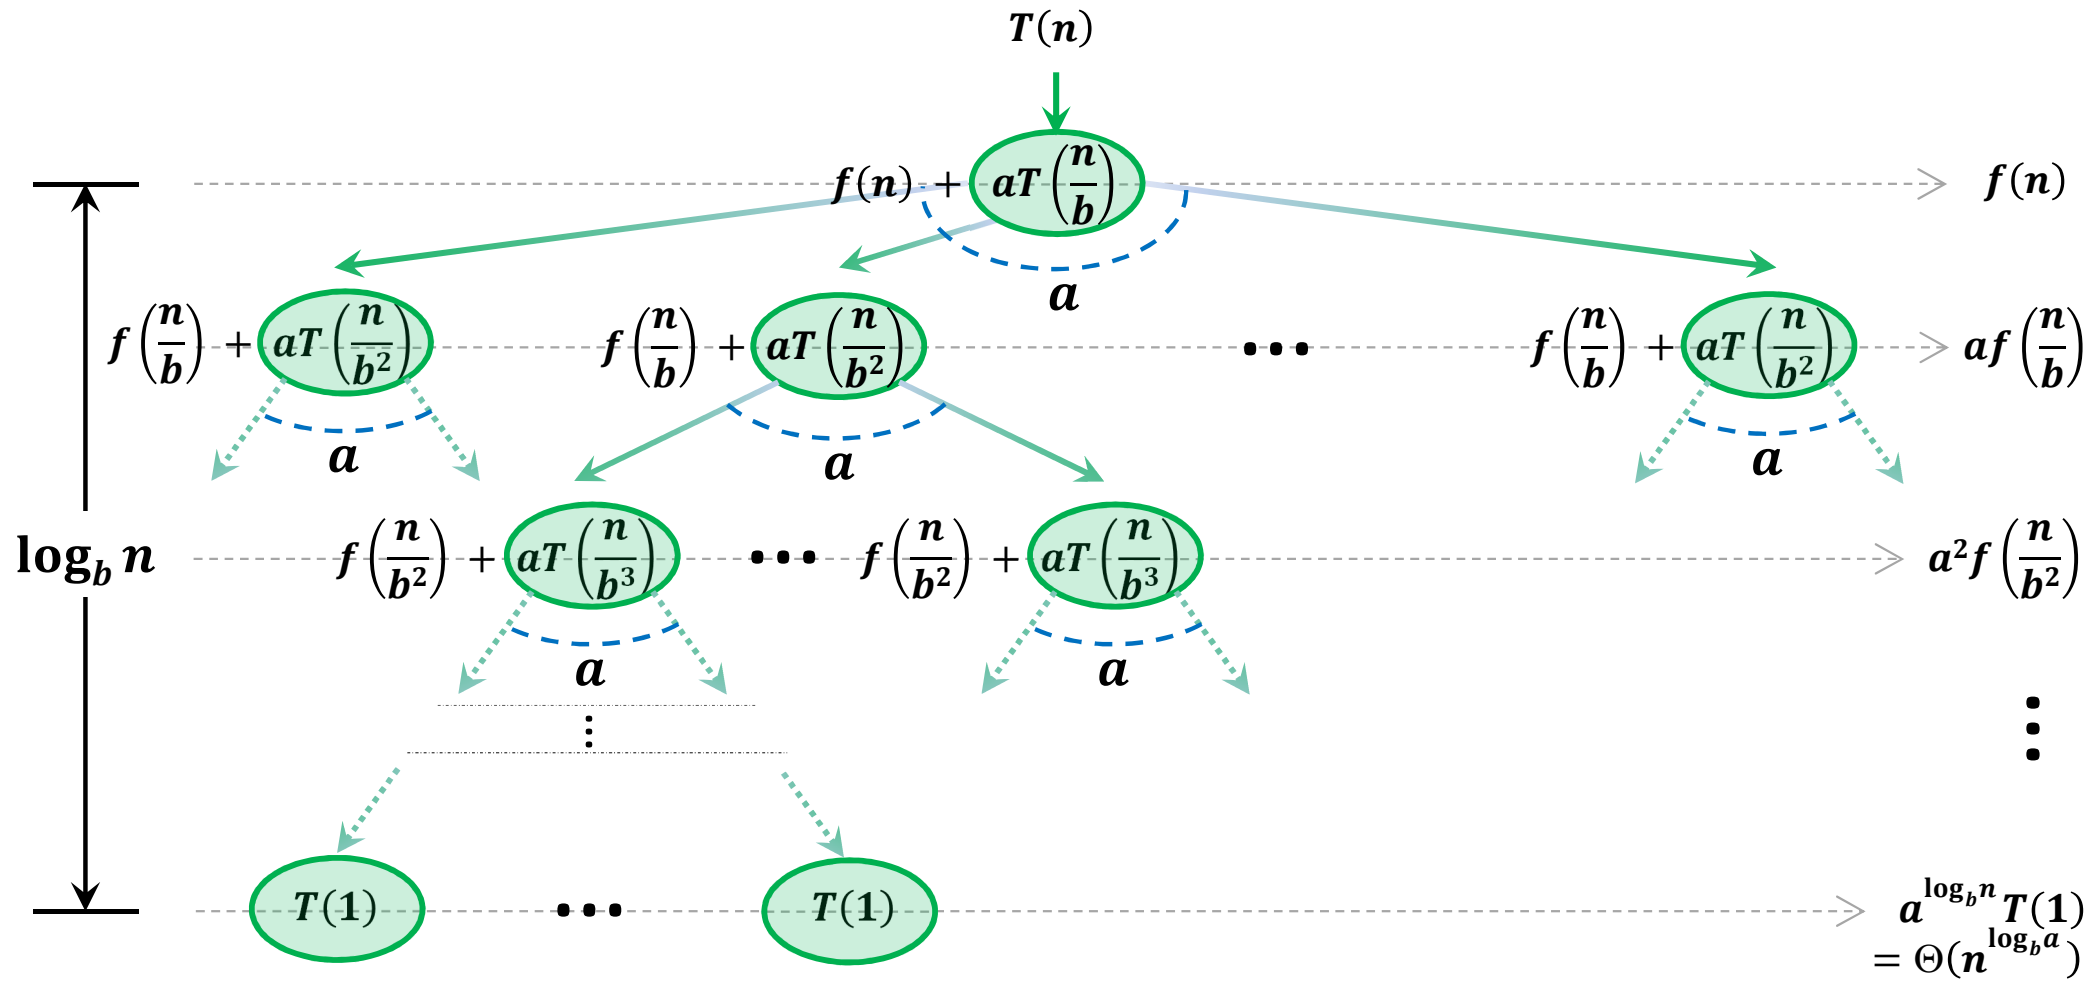 T(n)
f(n) + aT(n/b) f(n)
a
f(n/b) + aT(n/b²) f(n/b) + aT(n/b²) ••• f(n/b) + aT(n/b²) af(n/b)
a a a
log_b n f(n/b²) + aT(n/b³) ••• f(n/b²) + aT(n/b³) a²f(n/b²)
a a
⋮ ⋮
T(1) ••• T(1) a^(log_b n) T(1)
= Θ(n^(log_b a))